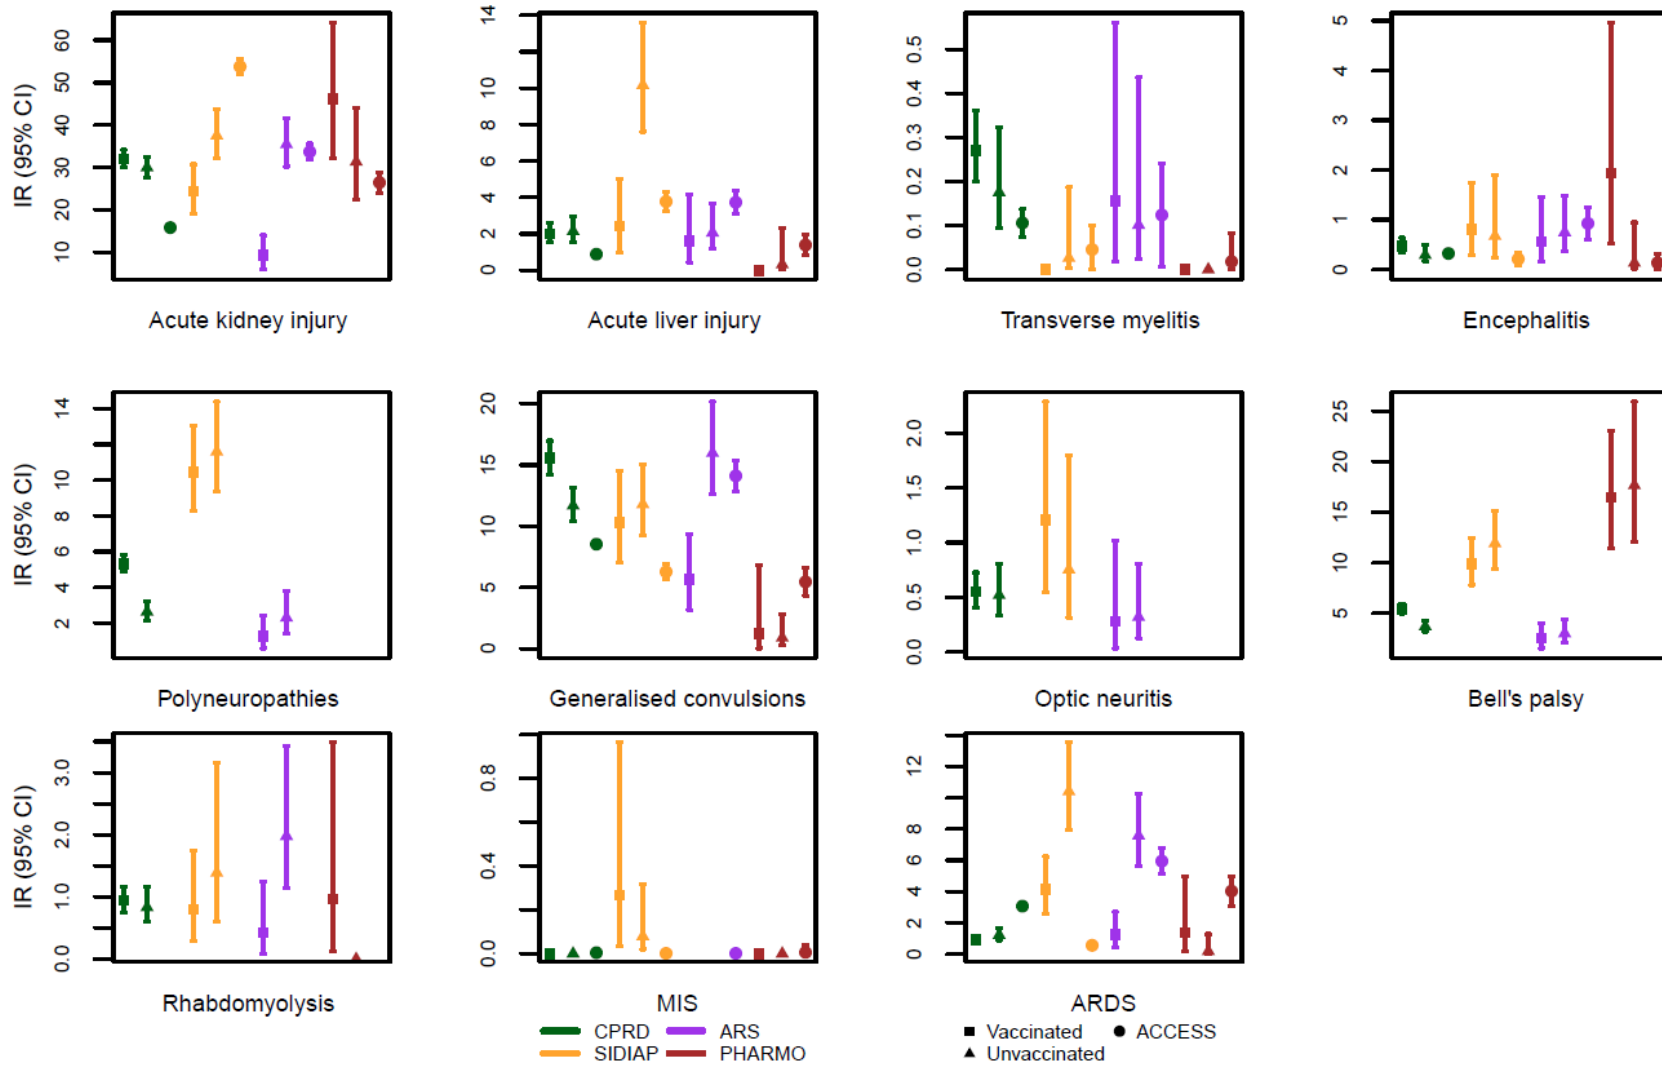 IR (95% CI)
10 20 30 40 50 60
Acute kidney injury
0 2 4 6 8 10 14
Acute liver injury
0.0 0.1 0.2 0.3 0.4 0.5
Transverse myelitis
0 1 2 3 4 5
Encephalitis
IR (95% CI)
2 4 6 8 10 14
Polyneuropathies
0 5 10 15 20
Generalised convulsions
0.0 0.5 1.0 1.5 2.0
Optic neuritis
5 10 15 20 25
Bell's palsy
IR (95% CI)
0.0 1.0 2.0 3.0
Rhabdomyolysis
0.0 0.4 0.8
MIS
0 2 4 6 8 12
ARDS
CPRD ARS
SIDIAP PHARMO
Vaccinated ACCESS
Unvaccinated